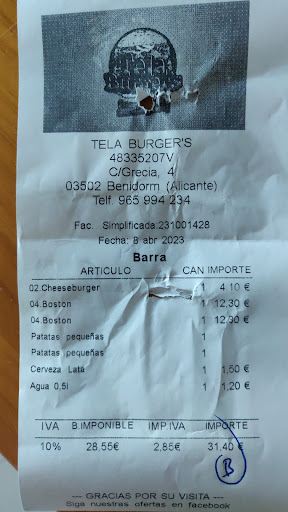 TELA BURGER'S
48335207V
C/Grecia, 4
03502 Benidorm (Alicante)
Telf. 965 994 234
Fac. Simplificada:231001428
Fecha: 8 abr 2023
Barra
ARTICULO CAN IMPORTE
02.Cheeseburger 1 4,10 €
04.Boston 1 12,30 €
04.Boston 1 12,30 €
Patatas pequeñas 1
Patatas pequeñas 1
Cerveza Lata 1 1,50 €
Agua 0,5l 1 1,20 €
IVA B.IMPONIBLE IMP.IVA IMPORTE
10% 28,55€ 2,85€ 31,40 €
B
--- GRACIAS POR SU VISITA ---
Siga nuestras ofertas en facebook